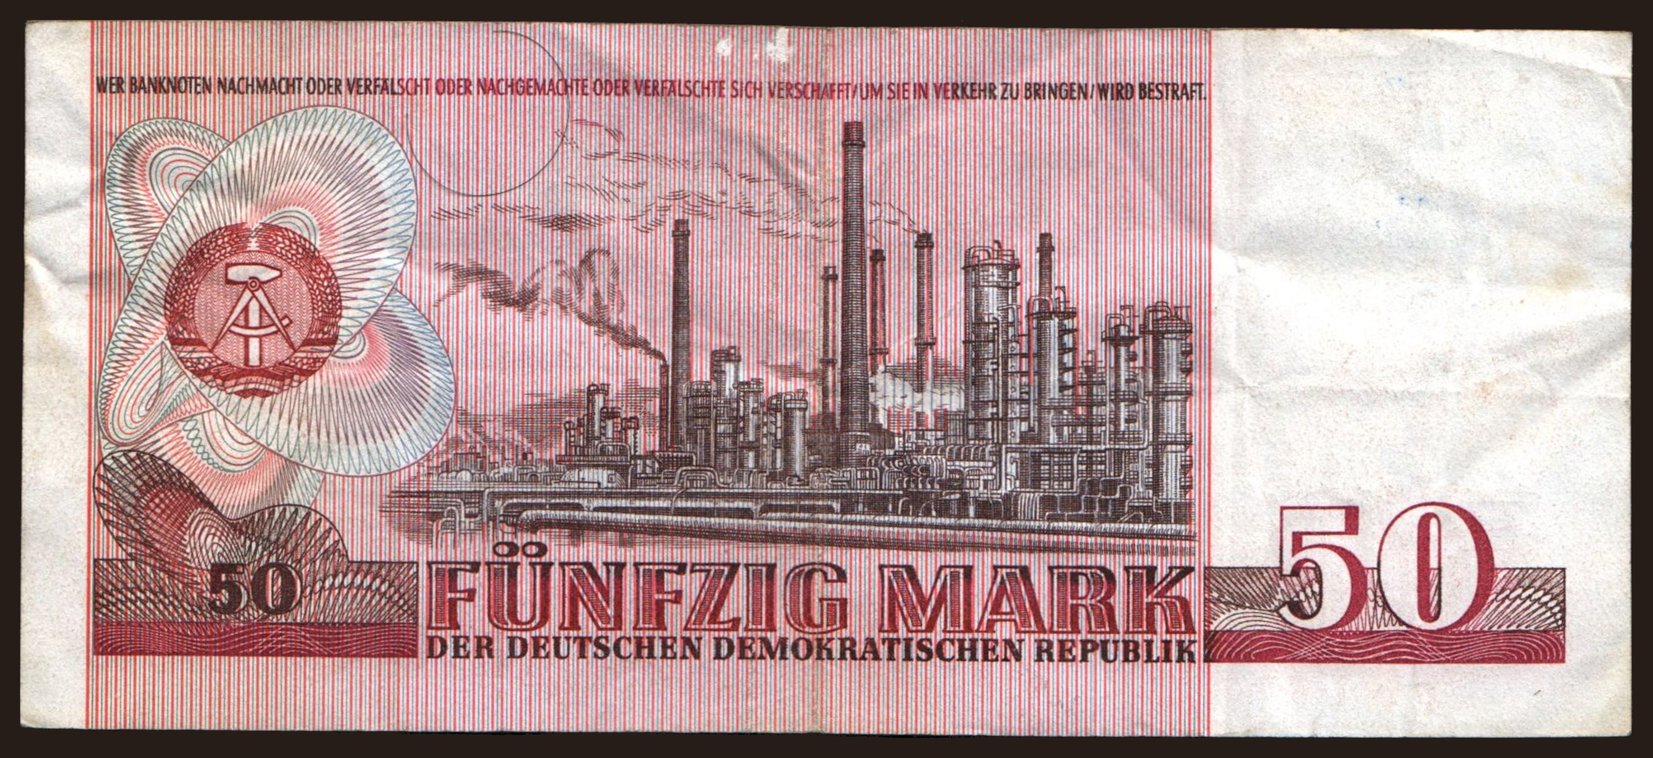 WER BANKNOTEN NACHMACHT ODER VERFÄLSCHT ODER NACHGEMACHTE ODER VERFÄLSCHTE SICH VERSCHAFFT/UM SIE IN VERKEHR ZU BRINGEN/WIRD BESTRAFT.
50
FÜNFZIG MARK
50
DER DEUTSCHEN DEMOKRATISCHEN REPUBLIK